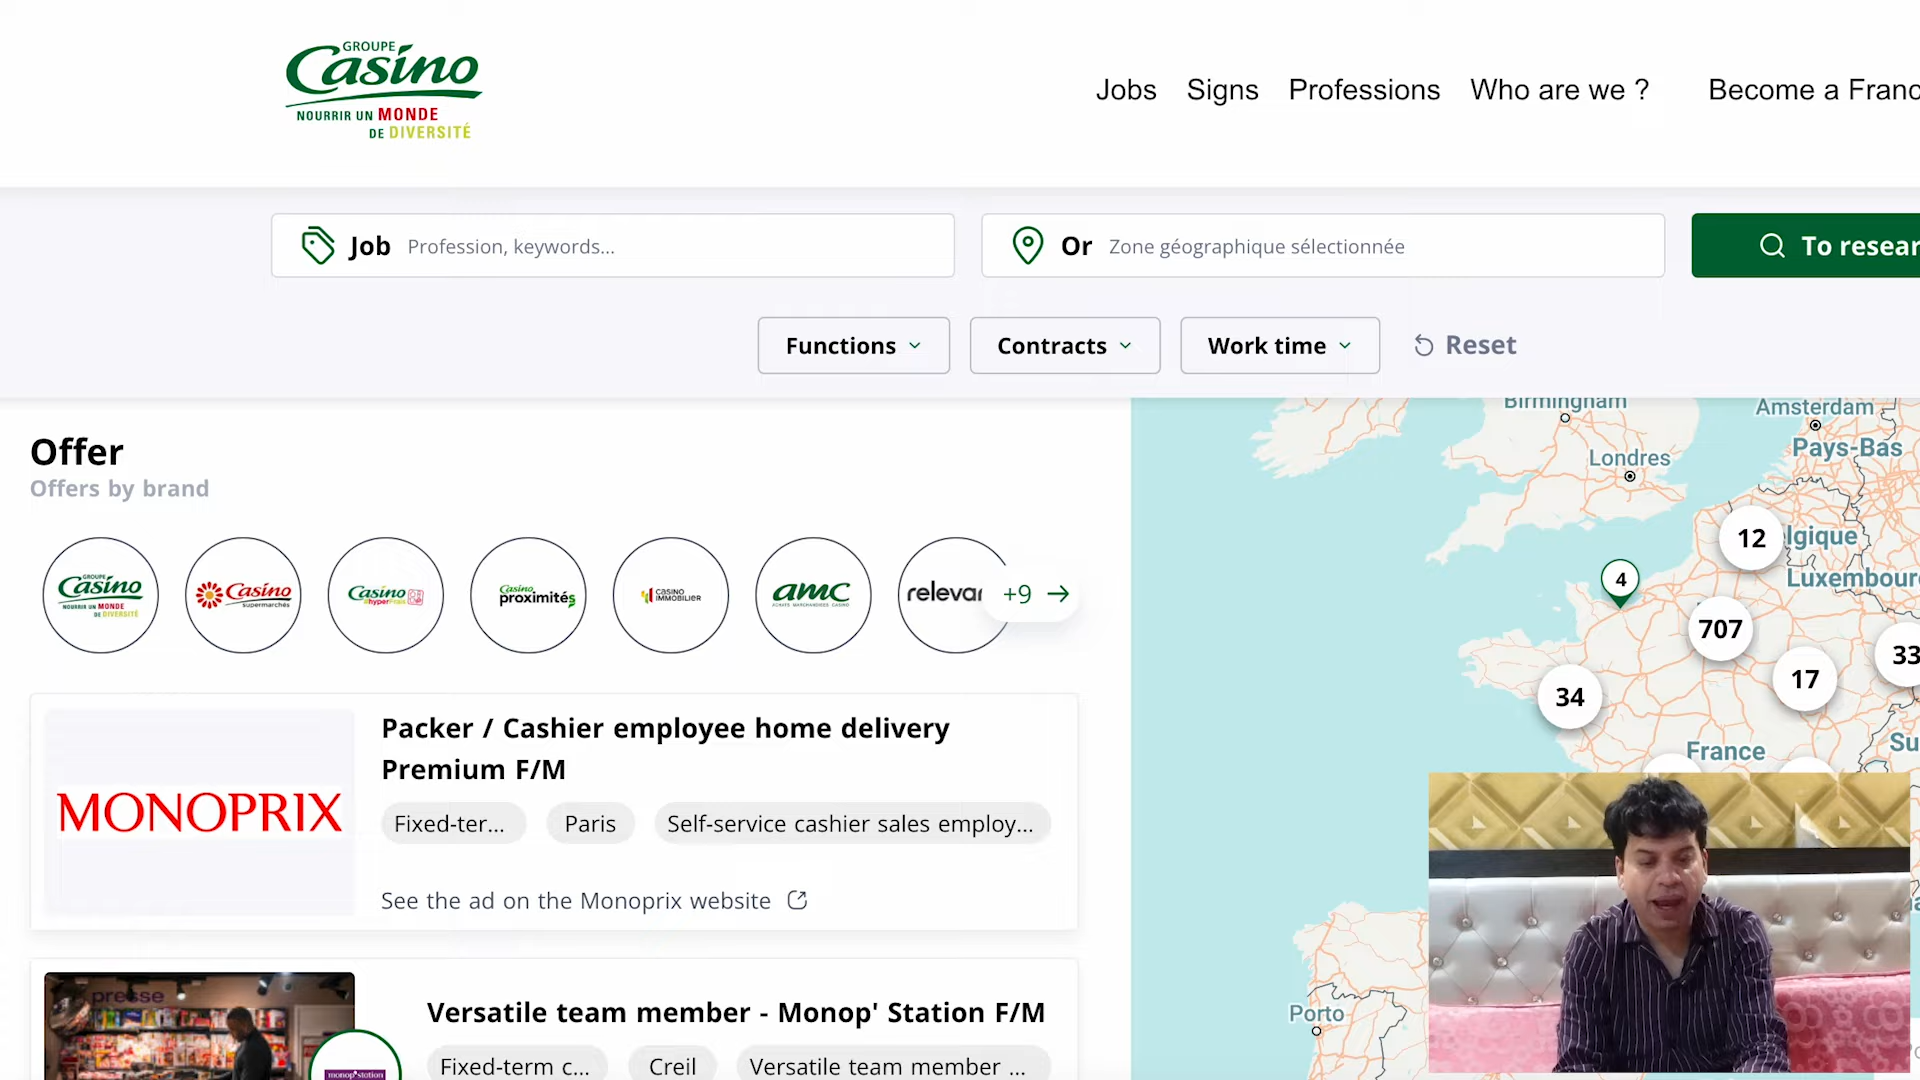 GROUPE
Casino
NOURRIR UN MONDE
DE DIVERSITÉ
Jobs
Signs
Professions
Who are we ?
Become a Franc
Job
Profession, keywords...
Or
Zone géographique sélectionnée
To resear
Functions
Contracts
Work time
Reset
Offer
Offers by brand
GROUPE
Casino
NOURRIR UN MONDE
DE DIVERSITÉ
Casino
supermarchés
Casino
#hyperFrais
Casino
proximités
CASINO
IMMOBILIER
amc
ACHATS MARCHANDISES CASINO
relevan
+9
MONOPRIX
Packer / Cashier employee home delivery
Premium F/M
Fixed-ter...
Paris
Self-service cashier sales employ...
See the ad on the Monoprix website
presse
monop'station
Versatile team member - Monop' Station F/M
Fixed-term c...
Creil
Versatile team member ...
Birmingham
Amsterdam
Pays-Bas
Londres
12
lgique
4
Luxembourg
707
33
17
34
Su
France
Porto